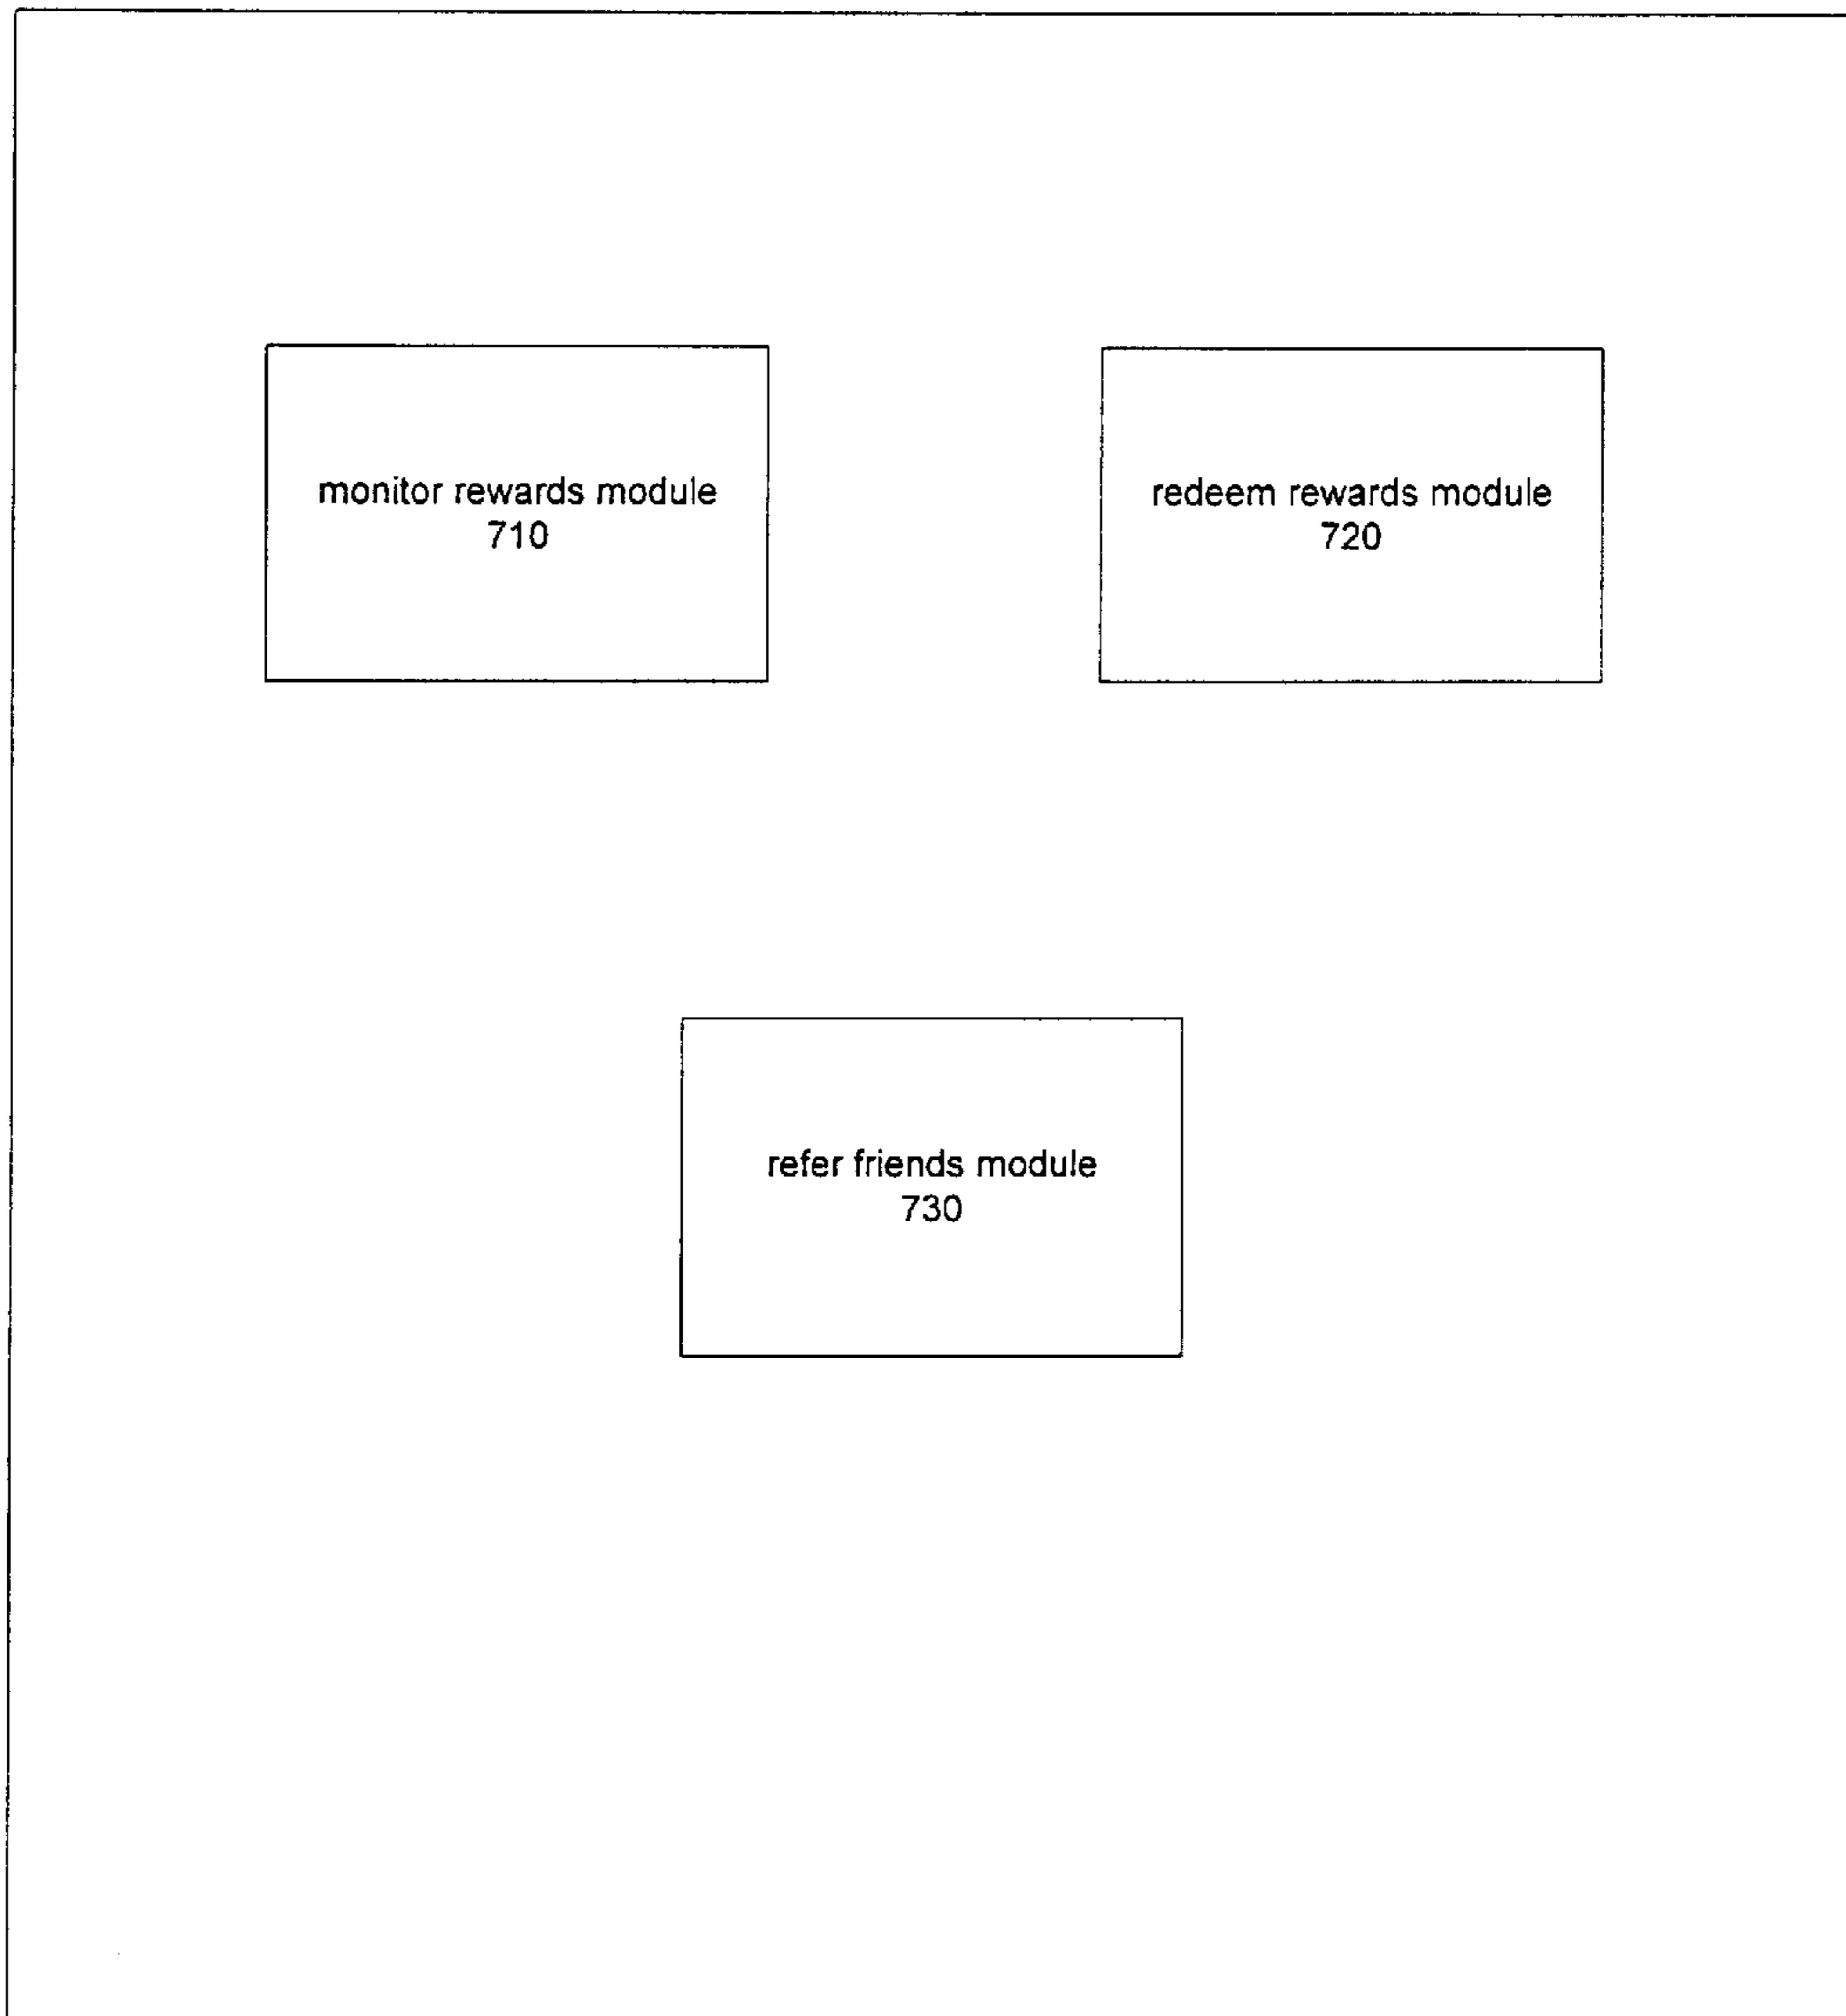 monitor rewards module
710
redeem rewards module
720
refer friends module
730